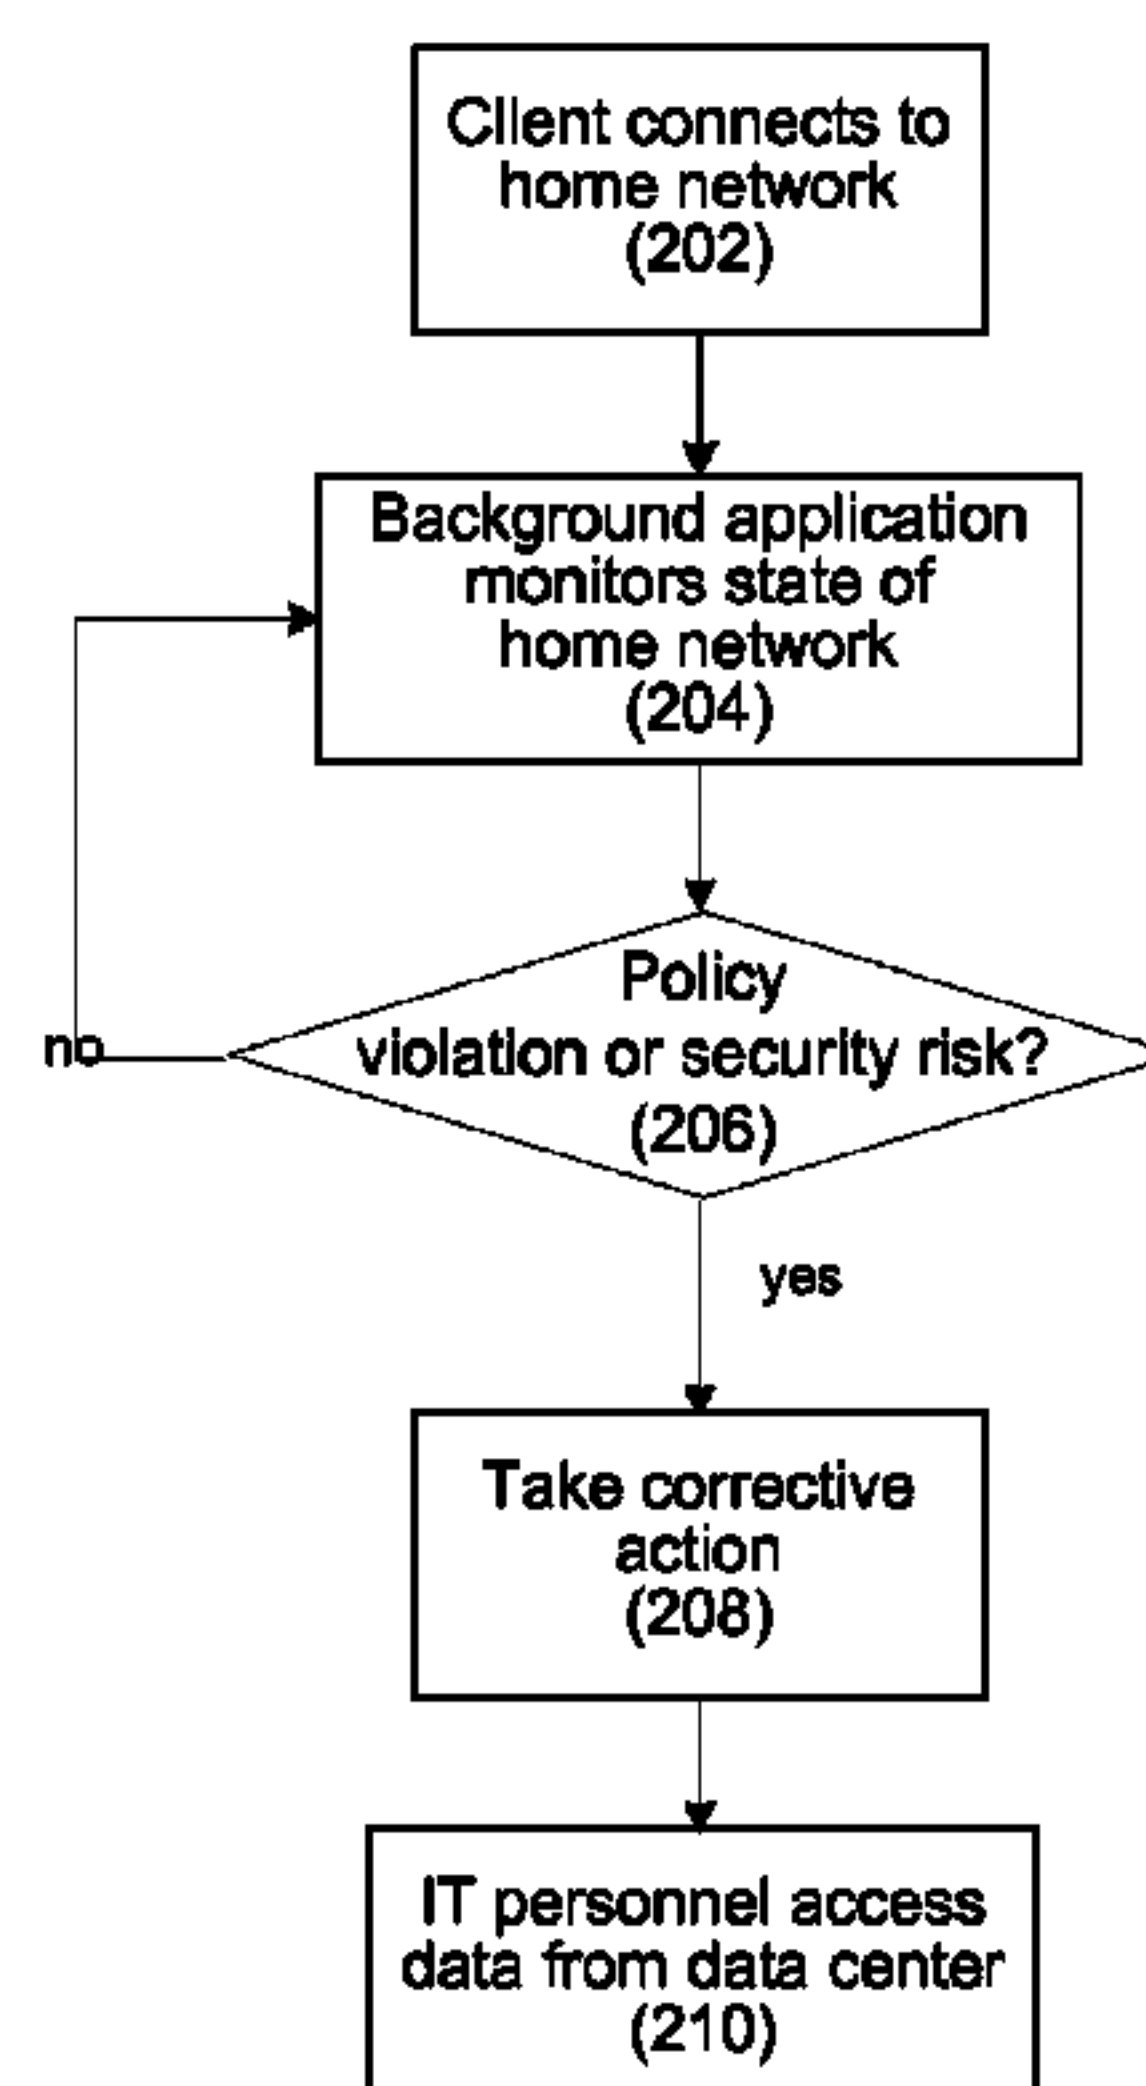 Client connects to
home network
(202)
Background application
monitors state of
home network
(204)
Policy
violation or security risk?
(206)
no
yes
Take corrective
action
(208)
IT personnel access
data from data center
(210)